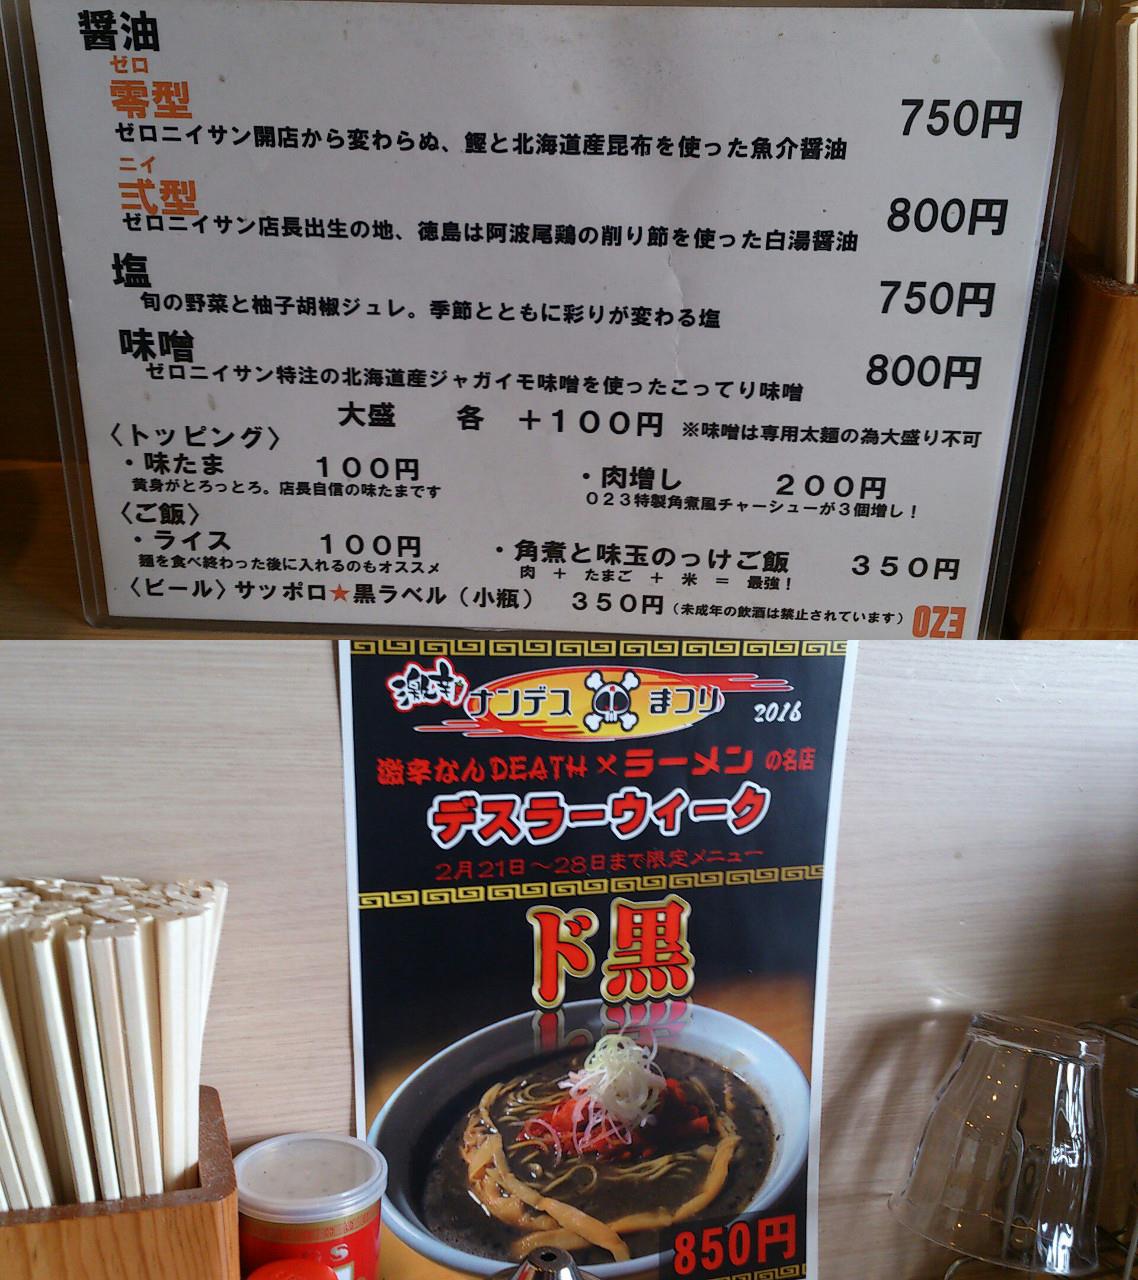 醤油
ゼロ
零型 750円
ゼロニイサン開店から変わらぬ、鰹と北海道産昆布を使った魚介醤油
ニイ
弍型 800円
ゼロニイサン店長出生の地、徳島は阿波尾鶏の削り節を使った白湯醤油
塩 750円
旬の野菜と柚子胡椒ジュレ。季節とともに彩りが変わる塩
味噌 800円
ゼロニイサン特注の北海道産ジャガイモ味噌を使ったこってり味噌
大盛 各 +100円 ※味噌は専用太麺の為大盛り不可
〈トッピング〉
・味たま 100円 ・肉増し 200円
黄身がとろっとろ。店長自信の味たまです 023特製角煮風チャーシューが3個増し!
〈ご飯〉
・ライス 100円 ・角煮と味玉のっけご飯 350円
麺を食べ終わった後に入れるのもオススメ 肉 + たまご + 米 = 最強!
〈ビール〉サッポロ★黒ラベル(小瓶) 350円(未成年の飲酒は禁止されています) EZO
激辛 ナンデス まつり 2016
激辛なんDEATH×ラーメンの名店
デスラーウィーク
2月21日〜28日まで限定メニュー
ド黒
850円
S